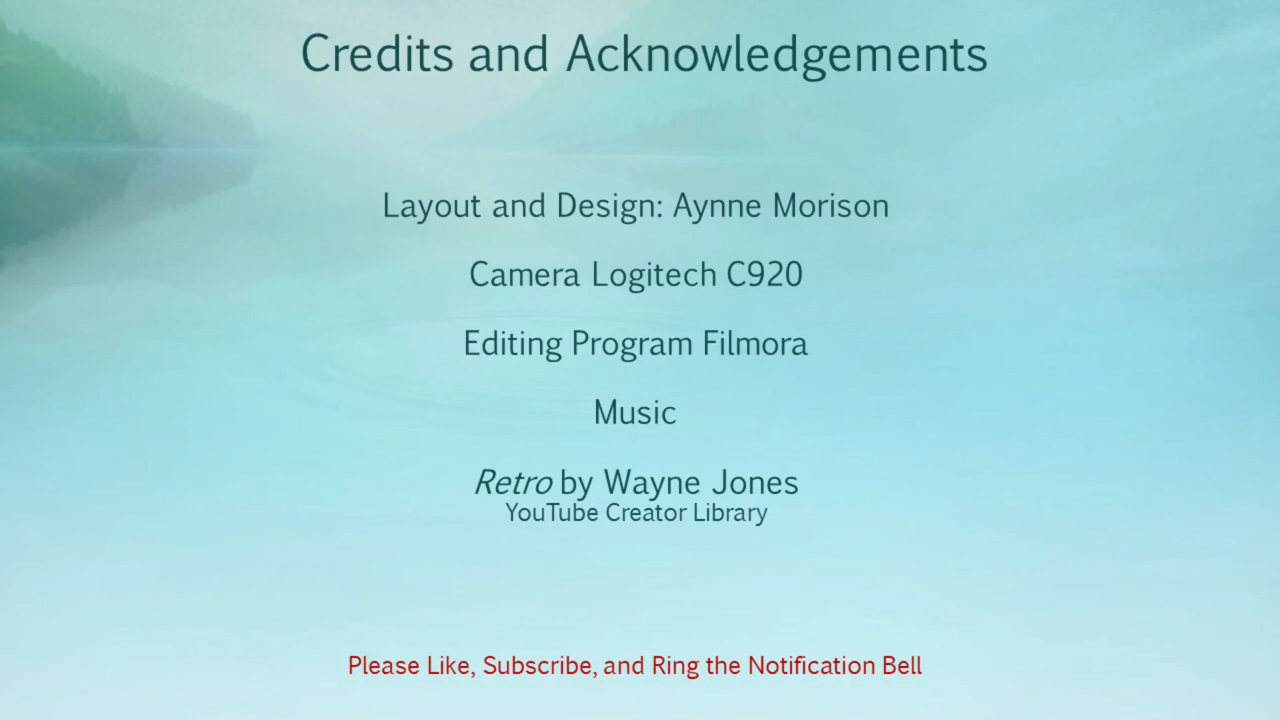 Credits and Acknowledgements
Layout and Design: Aynne Morison
Camera Logitech C920
Editing Program Filmora
Music
Retro by Wayne Jones
YouTube Creator Library
Please Like, Subscribe, and Ring the Notification Bell